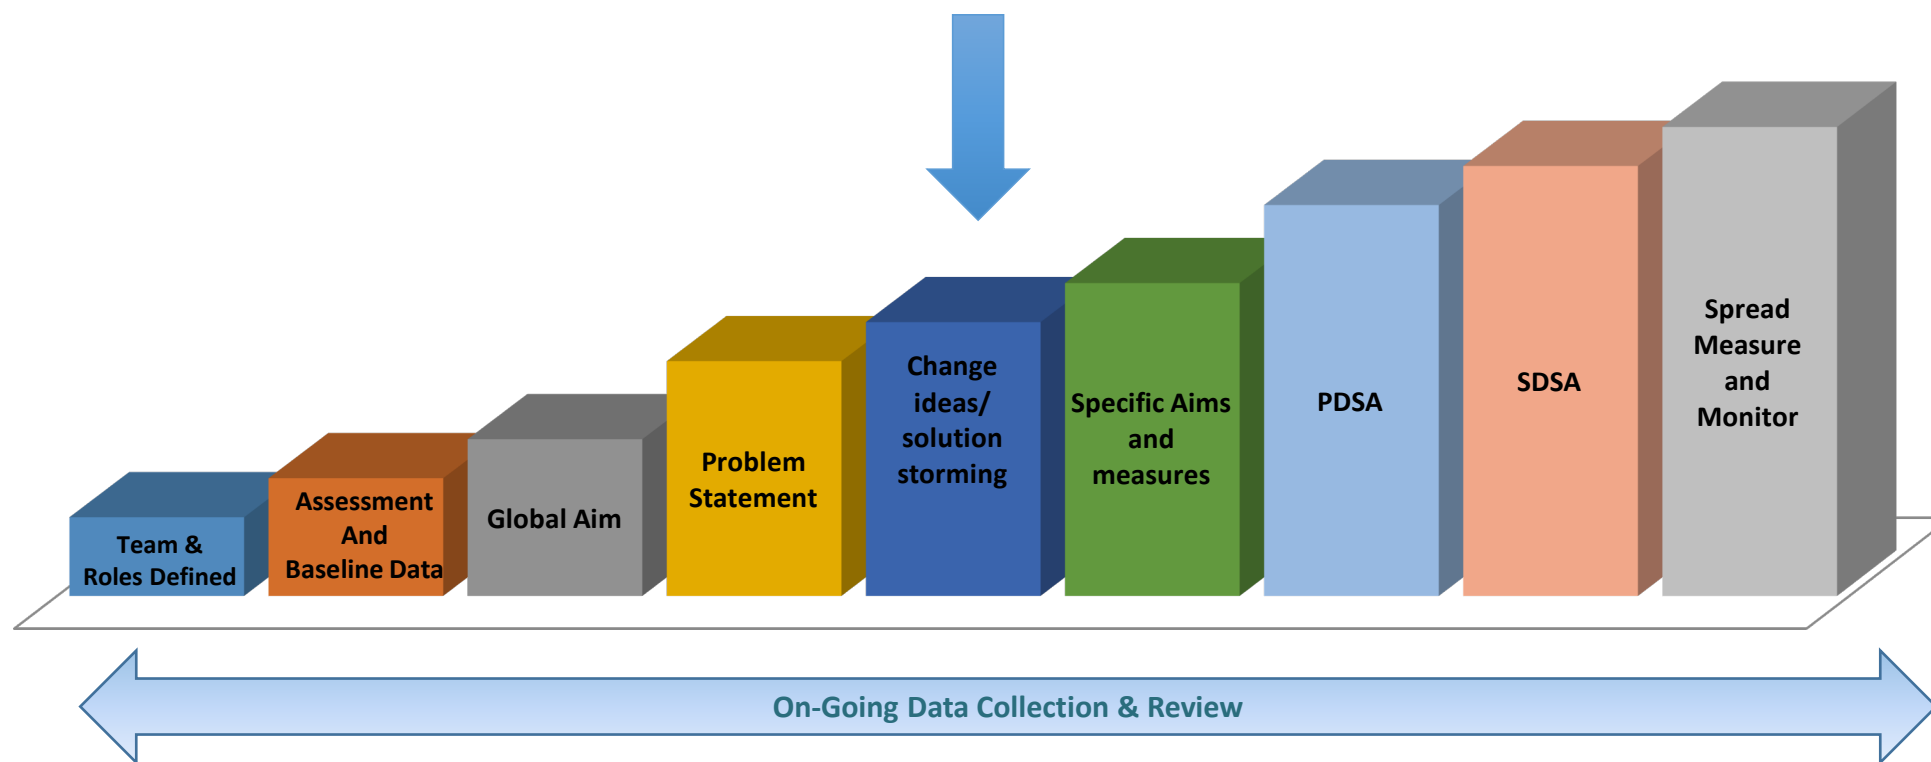 Team &
Roles Defined
Assessment
And
Baseline Data
Global Aim
Problem
Statement
Change
ideas/
solution
storming
Specific Aims
and
measures
PDSA
SDSA
Spread
Measure
and
Monitor
On-Going Data Collection & Review